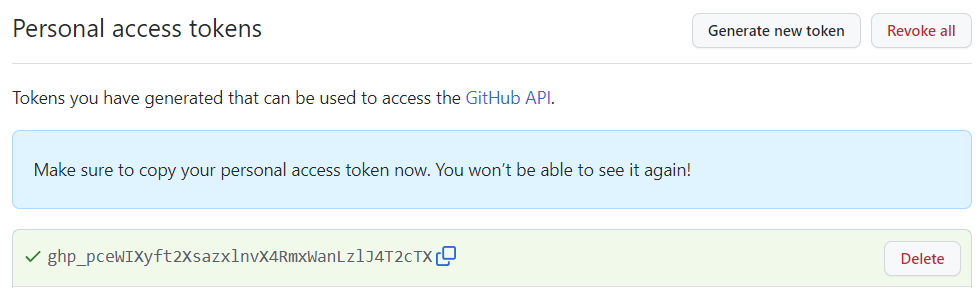 Personal access tokens
Generate new token
Revoke all
Tokens you have generated that can be used to access the GitHub API.
Make sure to copy your personal access token now. You won't be able to see it again!
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
Delete